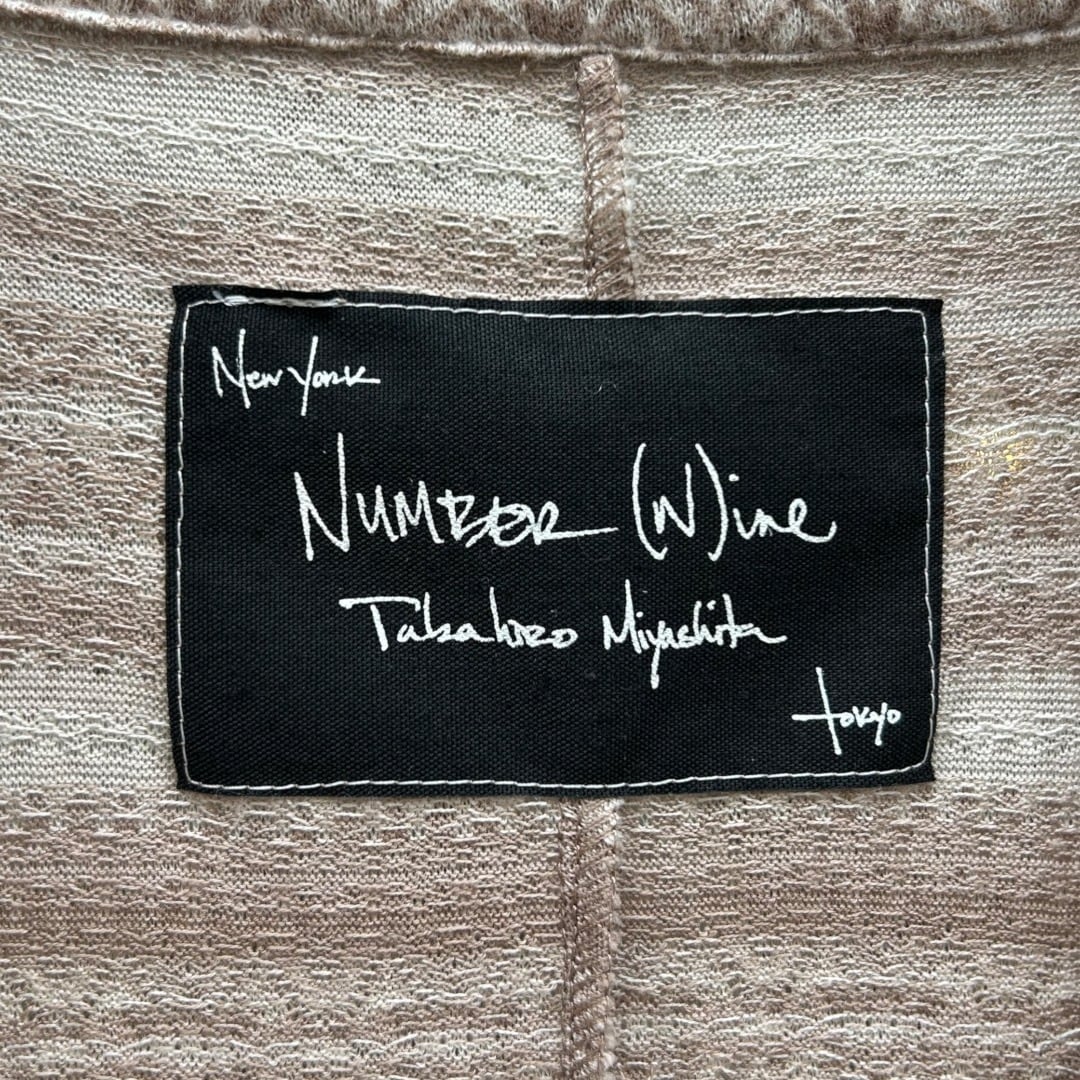 New York
NUMBER (N)ine
Takahiro Miyashita
tokyo